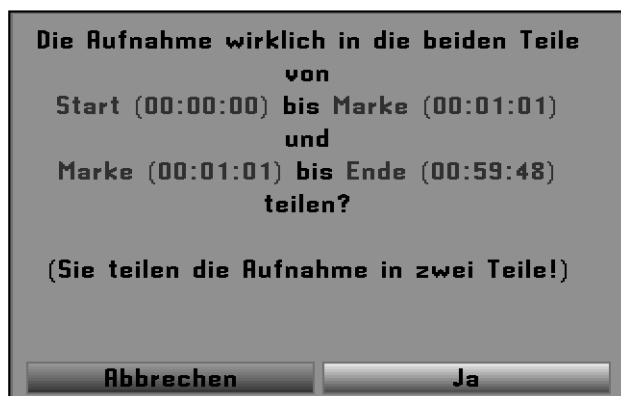 Die Aufnahme wirklich in die beiden Teile
von
Start (00:00:00) bis Marke (00:01:01)
und
Marke (00:01:01) bis Ende (00:59:48)
teilen?
(Sie teilen die Aufnahme in zwei Teile!)
Abbrechen Ja